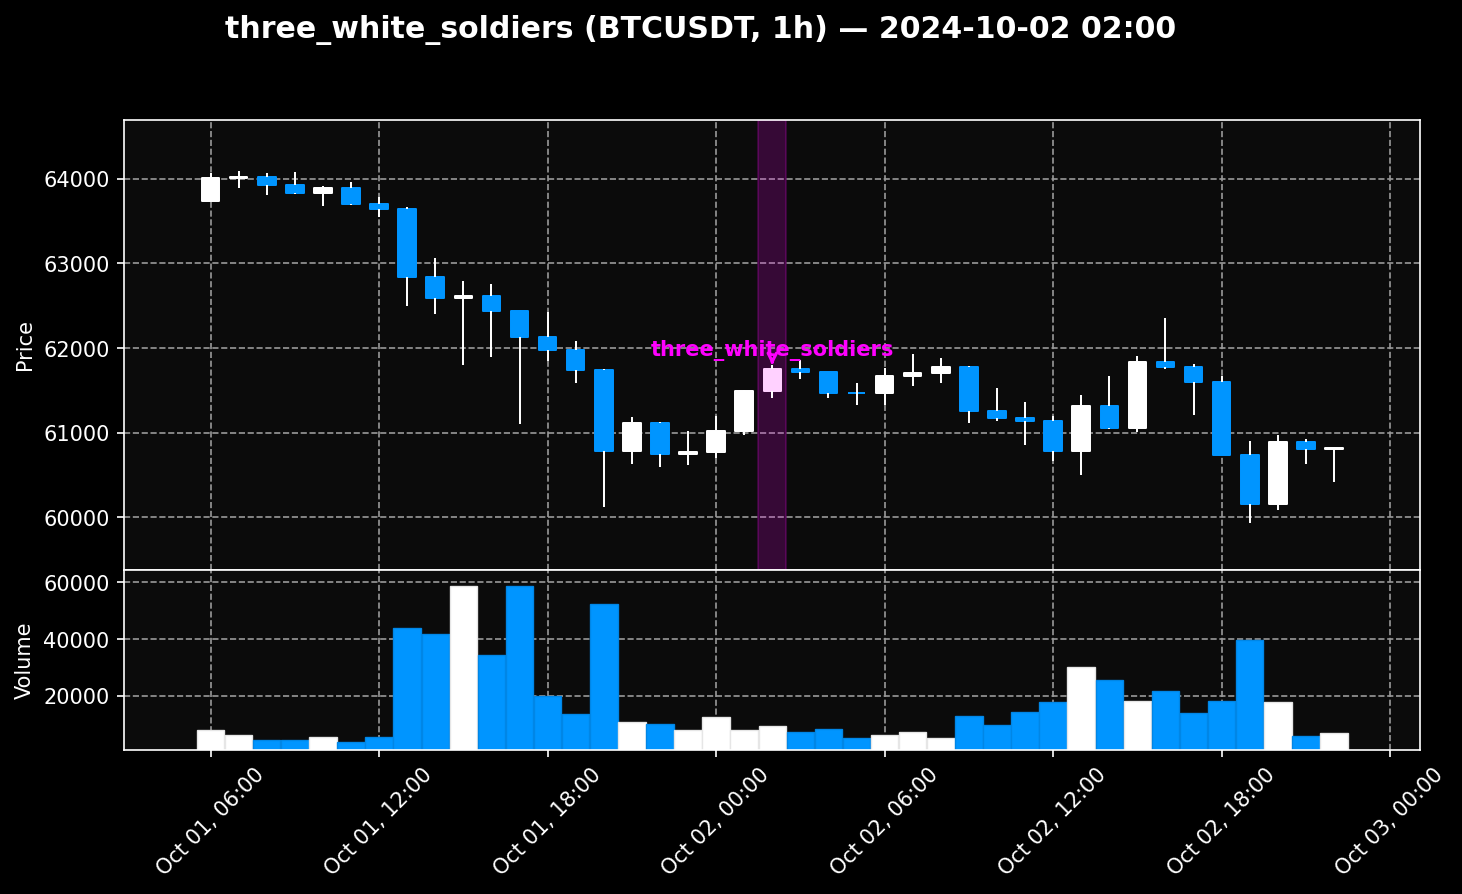 three_white_soldiers (BTCUSDT, 1h) — 2024-10-02 02:00
Price
64000
63000
62000
61000
60000
three_white_soldiers
Volume
60000
40000
20000
Oct 01, 06:00
Oct 01, 12:00
Oct 01, 18:00
Oct 02, 00:00
Oct 02, 06:00
Oct 02, 12:00
Oct 02, 18:00
Oct 03, 00:00